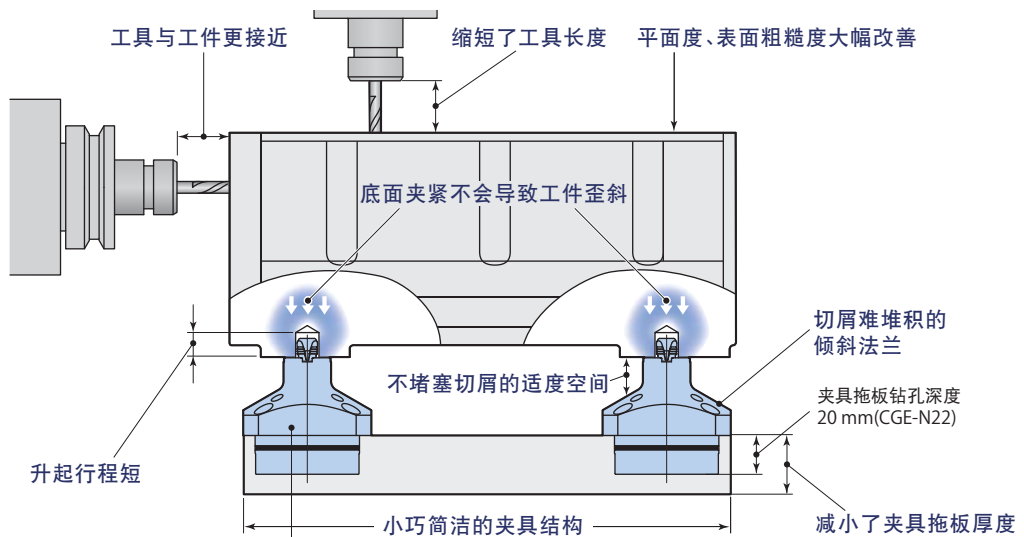 工具与工件更接近
缩短了工具长度
平面度、表面粗糙度大幅改善
底面夹紧不会导致工件歪斜
切屑难堆积的
倾斜法兰
不堵塞切屑的适度空间
夹具拖板钻孔深度
20 mm(CGE-N22)
升起行程短
小巧简洁的夹具结构
减小了夹具拖板厚度